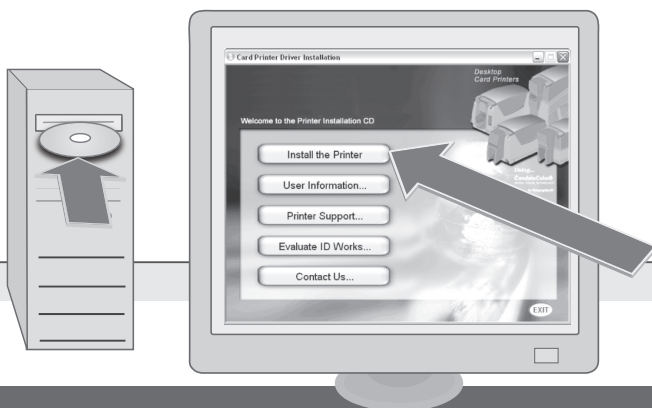 Card Printer Driver Installation
Desktop
Card Printers
Welcome to the Printer Installation CD
Install the Printer
User Information...
Printer Support...
Evaluate ID Works...
Contact Us...
Using...
EXIT